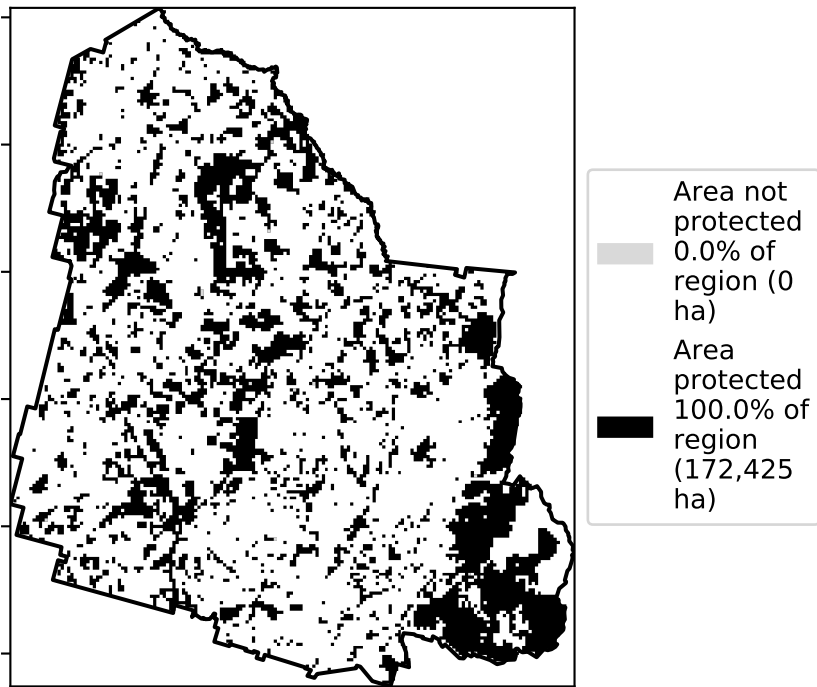 Area not
protected
0.0% of
region (0
ha)
Area
protected
100.0% of
region
(172,425
ha)